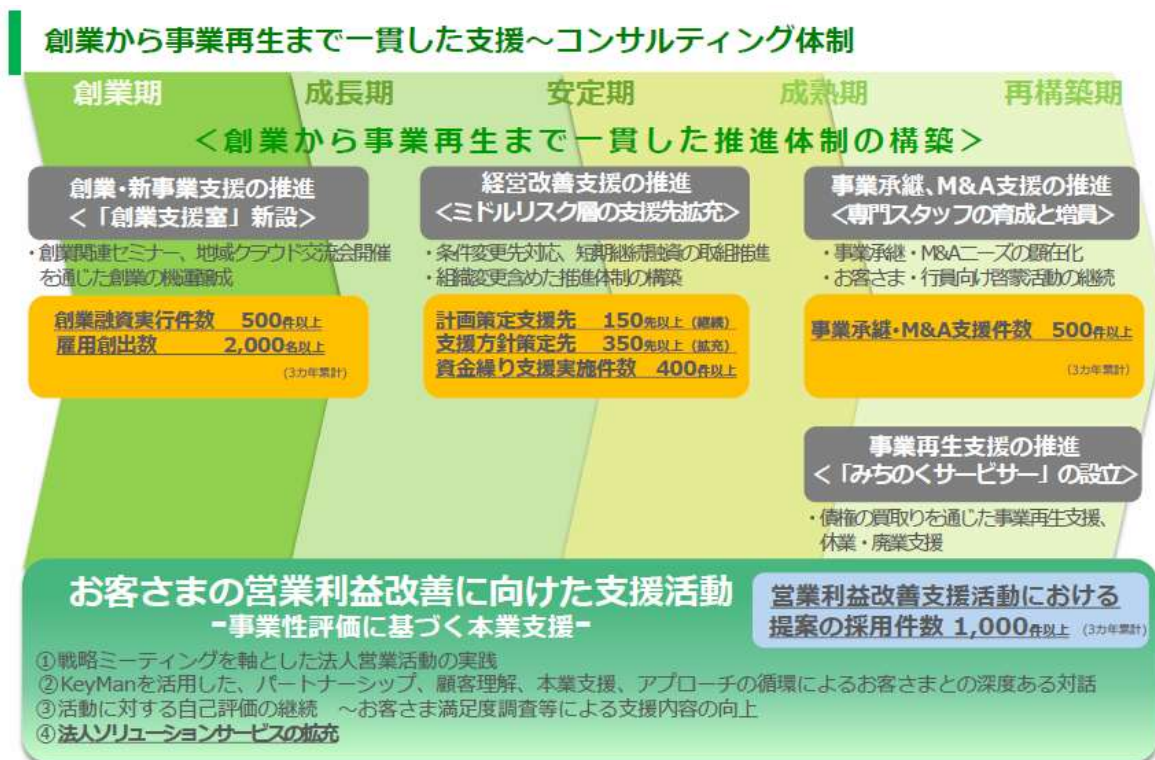 創業から事業再生まで一貫した支援～コンサルティング体制
創業期
成長期
安定期
成熟期
再構築期
＜創業から事業再生まで一貫した推進体制の構築＞
創業・新事業支援の推進
＜「創業支援室」新設＞
・創業関連セミナー、地域クラウド交流会開催
を通じた創業の機運醸成
創業融資実行件数 500件以上
雇用創出数 2,000名以上
(3カ年累計)
経営改善支援の推進
＜ミドルリスク層の支援先拡充＞
・条件変更先対応、短期継続融資の取組推進
・組織変更含めた推進体制の構築
計画策定支援先 150先以上（継続）
支援方針策定先 350先以上（拡充）
資金繰り支援実施件数 400件以上
事業承継、M&A支援の推進
＜専門スタッフの育成と増員＞
・事業承継・M&Aニーズの顕在化
・お客さま・行員向け啓蒙活動の継続
事業承継・M&A支援件数 500件以上
(3カ年累計)
事業再生支援の推進
＜「みちのくサービサー」の設立＞
・債権の買取りを通じた事業再生支援、
休業・廃業支援
お客さまの営業利益改善に向けた支援活動
-事業性評価に基づく本業支援-
営業利益改善支援活動における
提案の採用件数 1,000件以上 (3カ年累計)
①戦略ミーティングを軸とした法人営業活動の実践
②KeyManを活用した、パートナーシップ、顧客理解、本業支援、アプローチの循環によるお客さまとの深度ある対話
③活動に対する自己評価の継続 ～お客さま満足度調査等による支援内容の向上
④法人ソリューションサービスの拡充